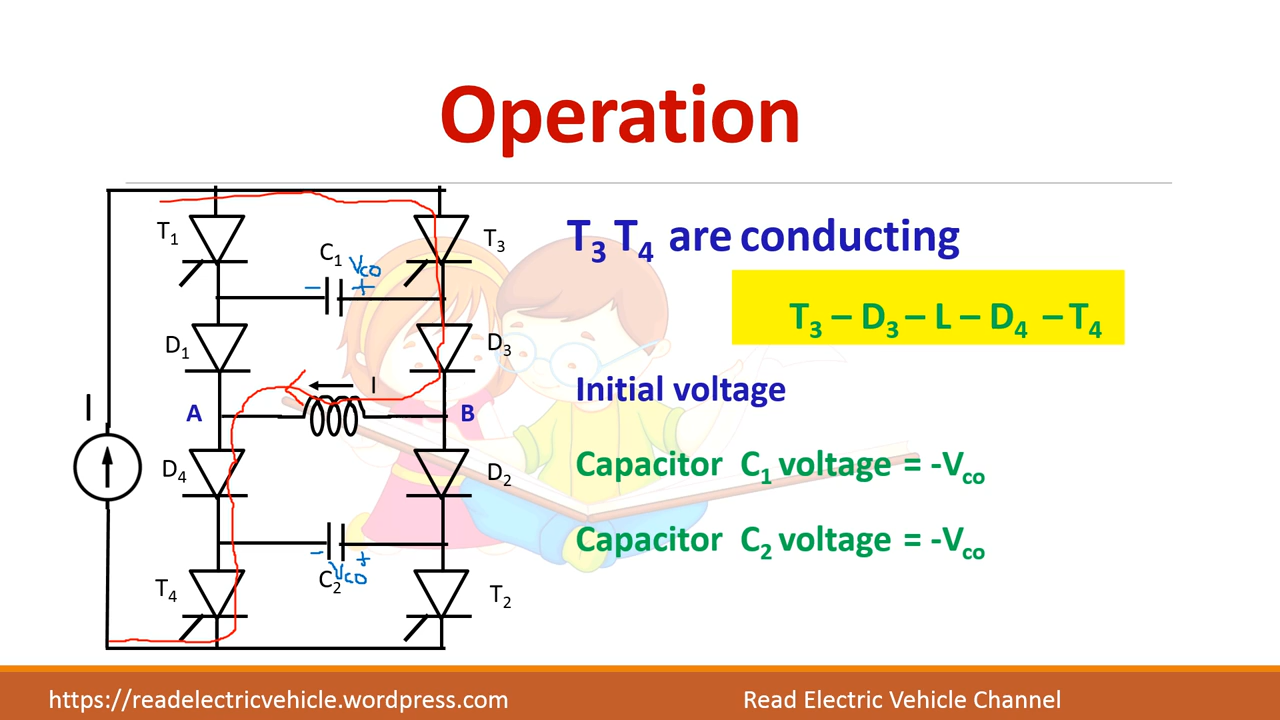 Operation
T₁
T₃
C₁
Vco
− +
D₁
D₃
I
I
A
B
D₄
D₂
− +
C₂
Vco
T₄
T₂
T₃ T₄ are conducting
T₃ – D₃ – L – D₄ – T₄
Initial voltage
Capacitor C₁ voltage = -Vco
Capacitor C₂ voltage = -Vco
https://readelectricvehicle.wordpress.com
Read Electric Vehicle Channel